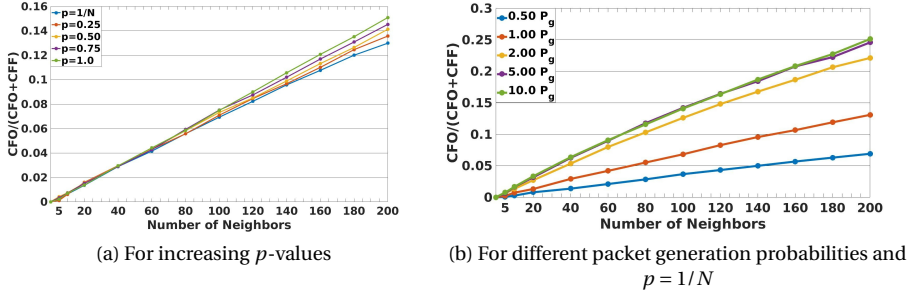 CFO/(CFO+CFF)
0.16
0.14
0.12
0.1
0.08
0.06
0.04
0.02
0
p=1/N
p=0.25
p=0.50
p=0.75
p=1.0
5 20 40 60 80 100 120 140 160 180 200
Number of Neighbors
(a) For increasing p-values
CFO/(CFO+CFF)
0.3
0.25
0.2
0.15
0.1
0.05
0
0.50 Pg
1.00 Pg
2.00 Pg
5.00 Pg
10.0 Pg
5 20 40 60 80 100 120 140 160 180 200
Number of Neighbors
(b) For different packet generation probabilities and
p = 1/N